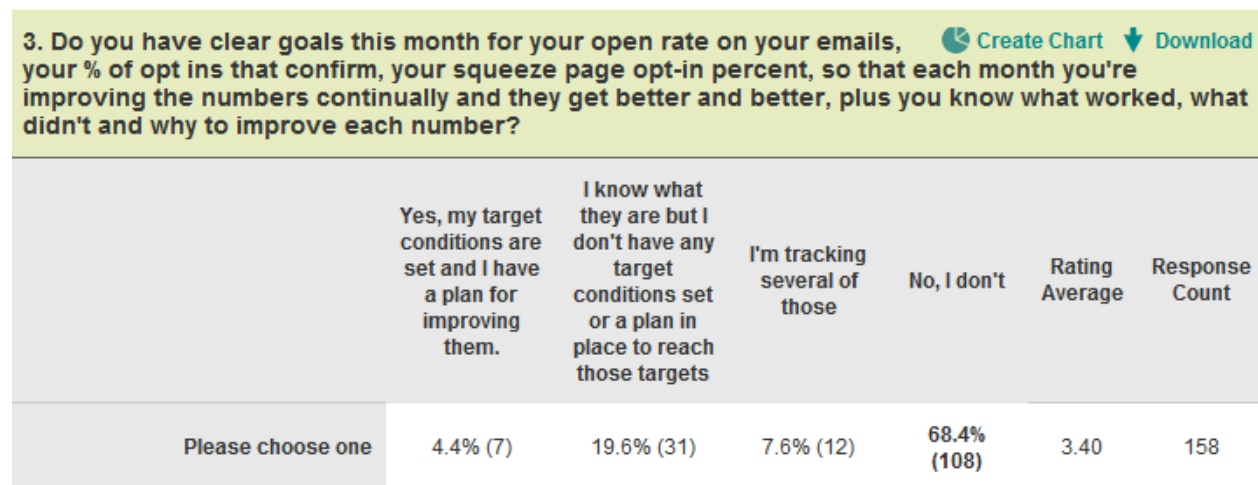 3. Do you have clear goals this month for your open rate on your emails,
Create Chart
Download
your % of opt ins that confirm, your squeeze page opt-in percent, so that each month you're
improving the numbers continually and they get better and better, plus you know what worked, what
didn't and why to improve each number?
Yes, my target
conditions are
set and I have
a plan for
improving
them.
I know what
they are but I
don't have any
target
conditions set
or a plan in
place to reach
those targets
I'm tracking
several of
those
No, I don't
Rating
Average
Response
Count
Please choose one
4.4% (7)
19.6% (31)
7.6% (12)
68.4%
(108)
3.40
158